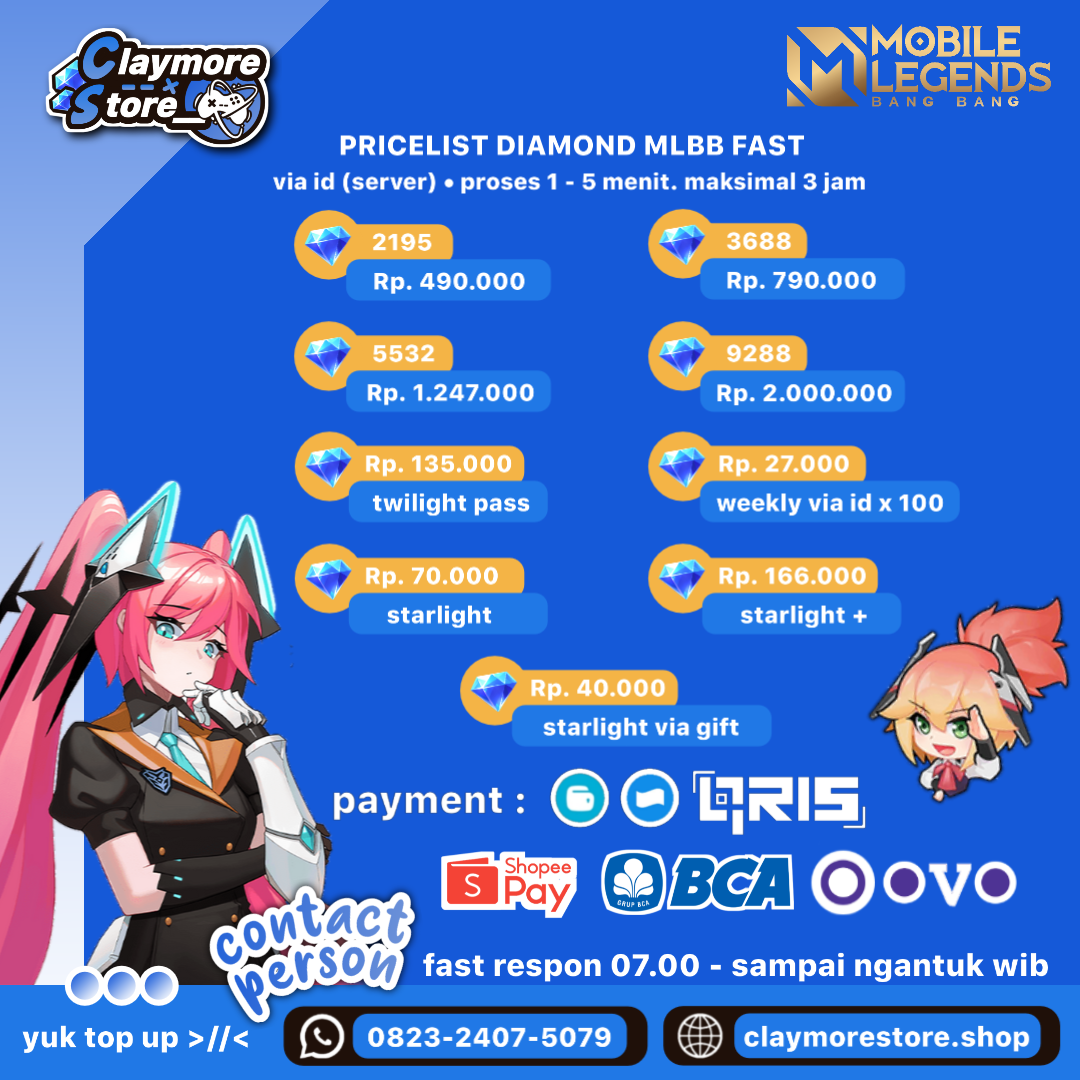 Claymore
Store_
MOBILE
LEGENDS
BANG BANG
PRICELIST DIAMOND MLBB FAST
via id (server) • proses 1 - 5 menit. maksimal 3 jam
2195
Rp. 490.000
3688
Rp. 790.000
5532
Rp. 1.247.000
9288
Rp. 2.000.000
Rp. 135.000
twilight pass
Rp. 27.000
weekly via id x 100
Rp. 70.000
starlight
Rp. 166.000
starlight +
Rp. 40.000
starlight via gift
payment :
QRIS
S
Shopee
Pay
GRUP BCA
BCA
OVO
contact
person
fast respon 07.00 - sampai ngantuk wib
yuk top up >//<
0823-2407-5079
claymorestore.shop